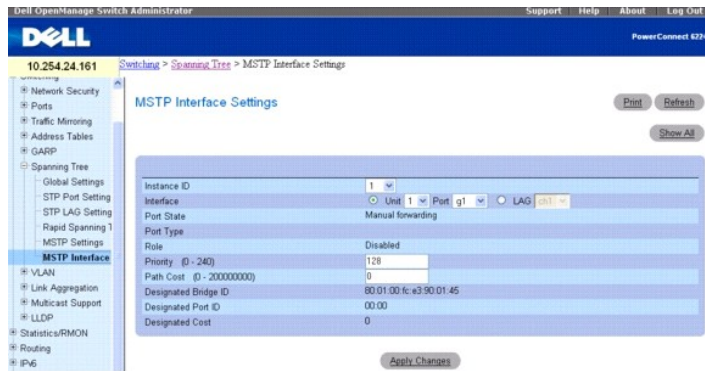 Dell OpenManage Switch Administrator
Support Help About Log Out
DELL
PowerConnect
10.254.24.161
Switching > Spanning Tree > MSTP Interface Settings
Switching
Network Security
Ports
Traffic Mirroring
Address Tables
GARP
Spanning Tree
Global Settings
STP Port Setting
STP LAG Setting
Rapid Spanning T
MSTP Settings
MSTP Interface
VLAN
Link Aggregation
Multicast Support
LLDP
Statistics/RMON
Routing
IPv6
MSTP Interface Settings
Print Refresh
Show All
Instance ID 1
Interface Unit 1 Port g1 LAG ch1
Port State Manual forwarding
Port Type
Role Disabled
Priority (0 - 240) 128
Path Cost (0 - 200000000) 0
Designated Bridge ID 80:01:00:fc:e3:90:01:45
Designated Port ID 00:00
Designated Cost 0
Apply Changes